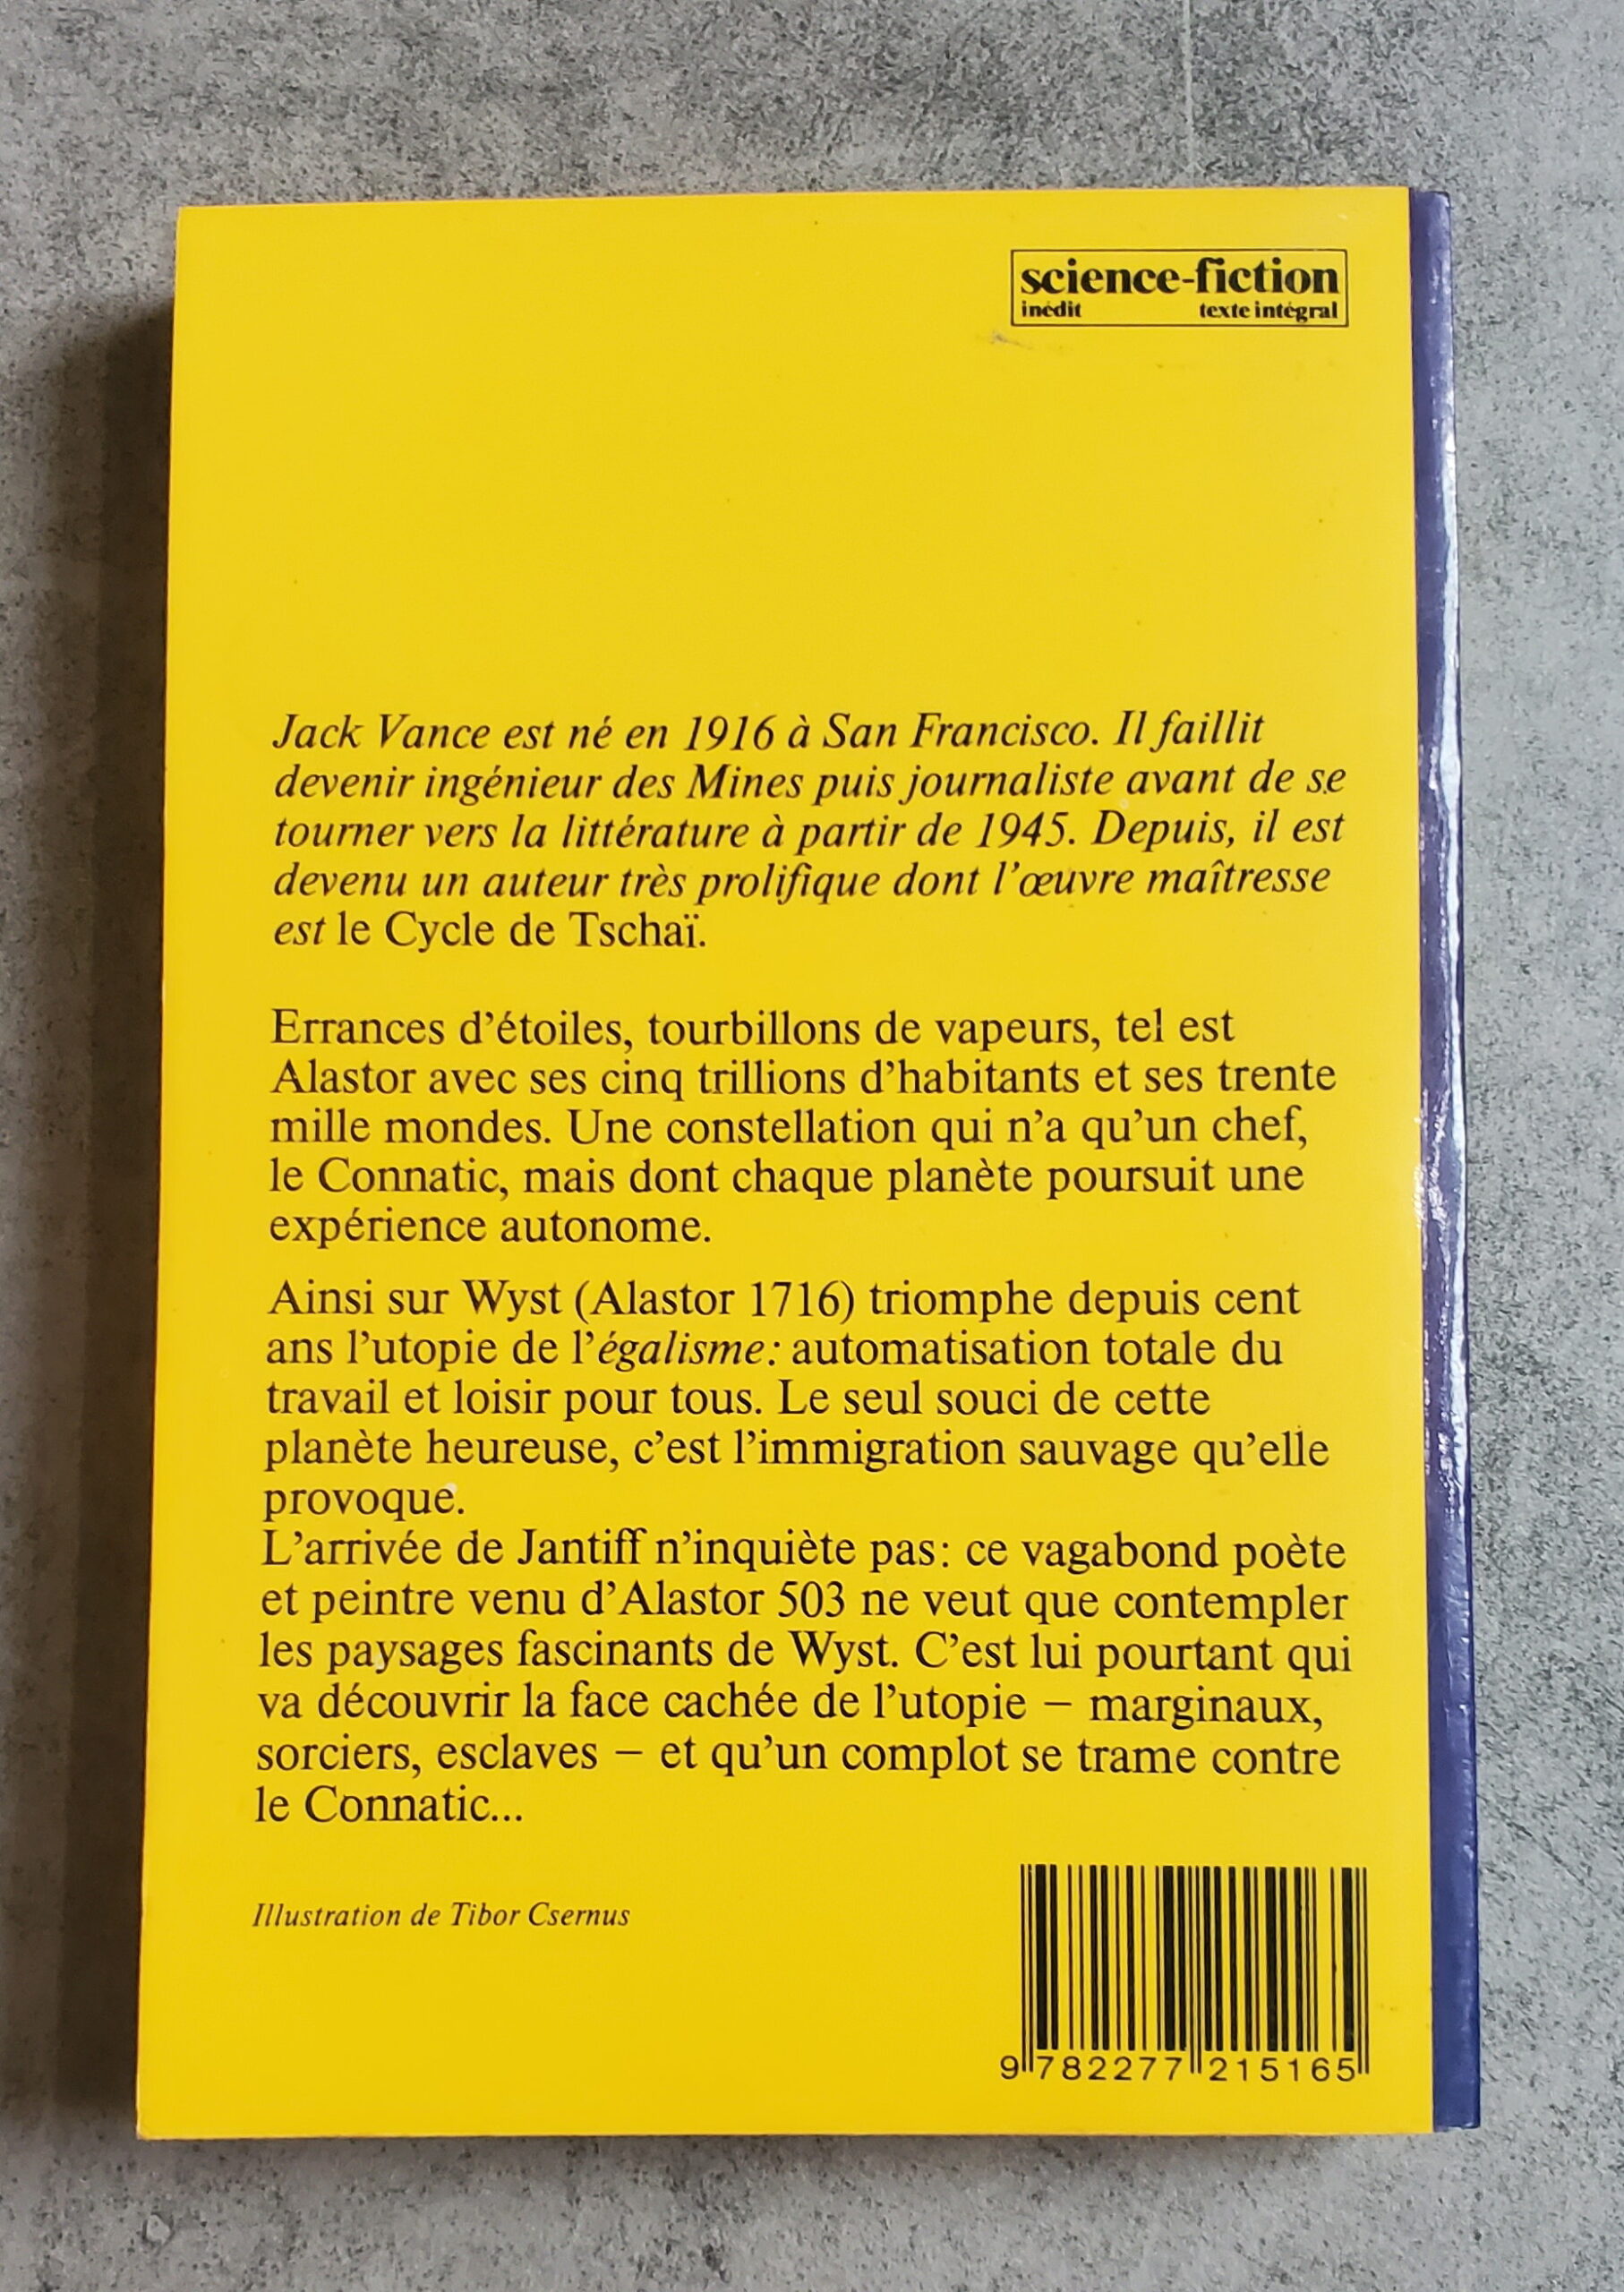 science-fiction
inédit texte intégral
Jack Vance est né en 1916 à San Francisco. Il faillit
devenir ingénieur des Mines puis journaliste avant de se
tourner vers la littérature à partir de 1945. Depuis, il est
devenu un auteur très prolifique dont l'œuvre maîtresse
est le Cycle de Tschaï.
Errances d'étoiles, tourbillons de vapeurs, tel est
Alastor avec ses cinq trillions d'habitants et ses trente
mille mondes. Une constellation qui n'a qu'un chef,
le Connatic, mais dont chaque planète poursuit une
expérience autonome.
Ainsi sur Wyst (Alastor 1716) triomphe depuis cent
ans l'utopie de l'égalisme: automatisation totale du
travail et loisir pour tous. Le seul souci de cette
planète heureuse, c'est l'immigration sauvage qu'elle
provoque.
L'arrivée de Jantiff n'inquiète pas: ce vagabond poète
et peintre venu d'Alastor 503 ne veut que contempler
les paysages fascinants de Wyst. C'est lui pourtant qui
va découvrir la face cachée de l'utopie – marginaux,
sorciers, esclaves – et qu'un complot se trame contre
le Connatic...
Illustration de Tibor Csernus
9 782277 215165